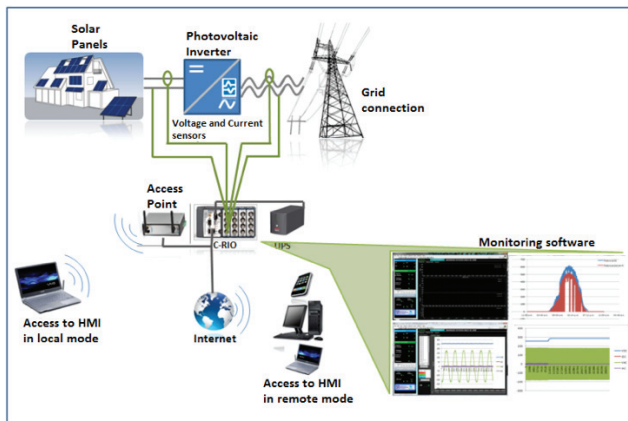 Solar
Panels
Photovoltaic
Inverter
Grid
connection
Voltage and Current
sensors
Access
Point
C-RIO
UPS
Monitoring software
Access to HMI
in local mode
Internet
Access to HMI
in remote mode